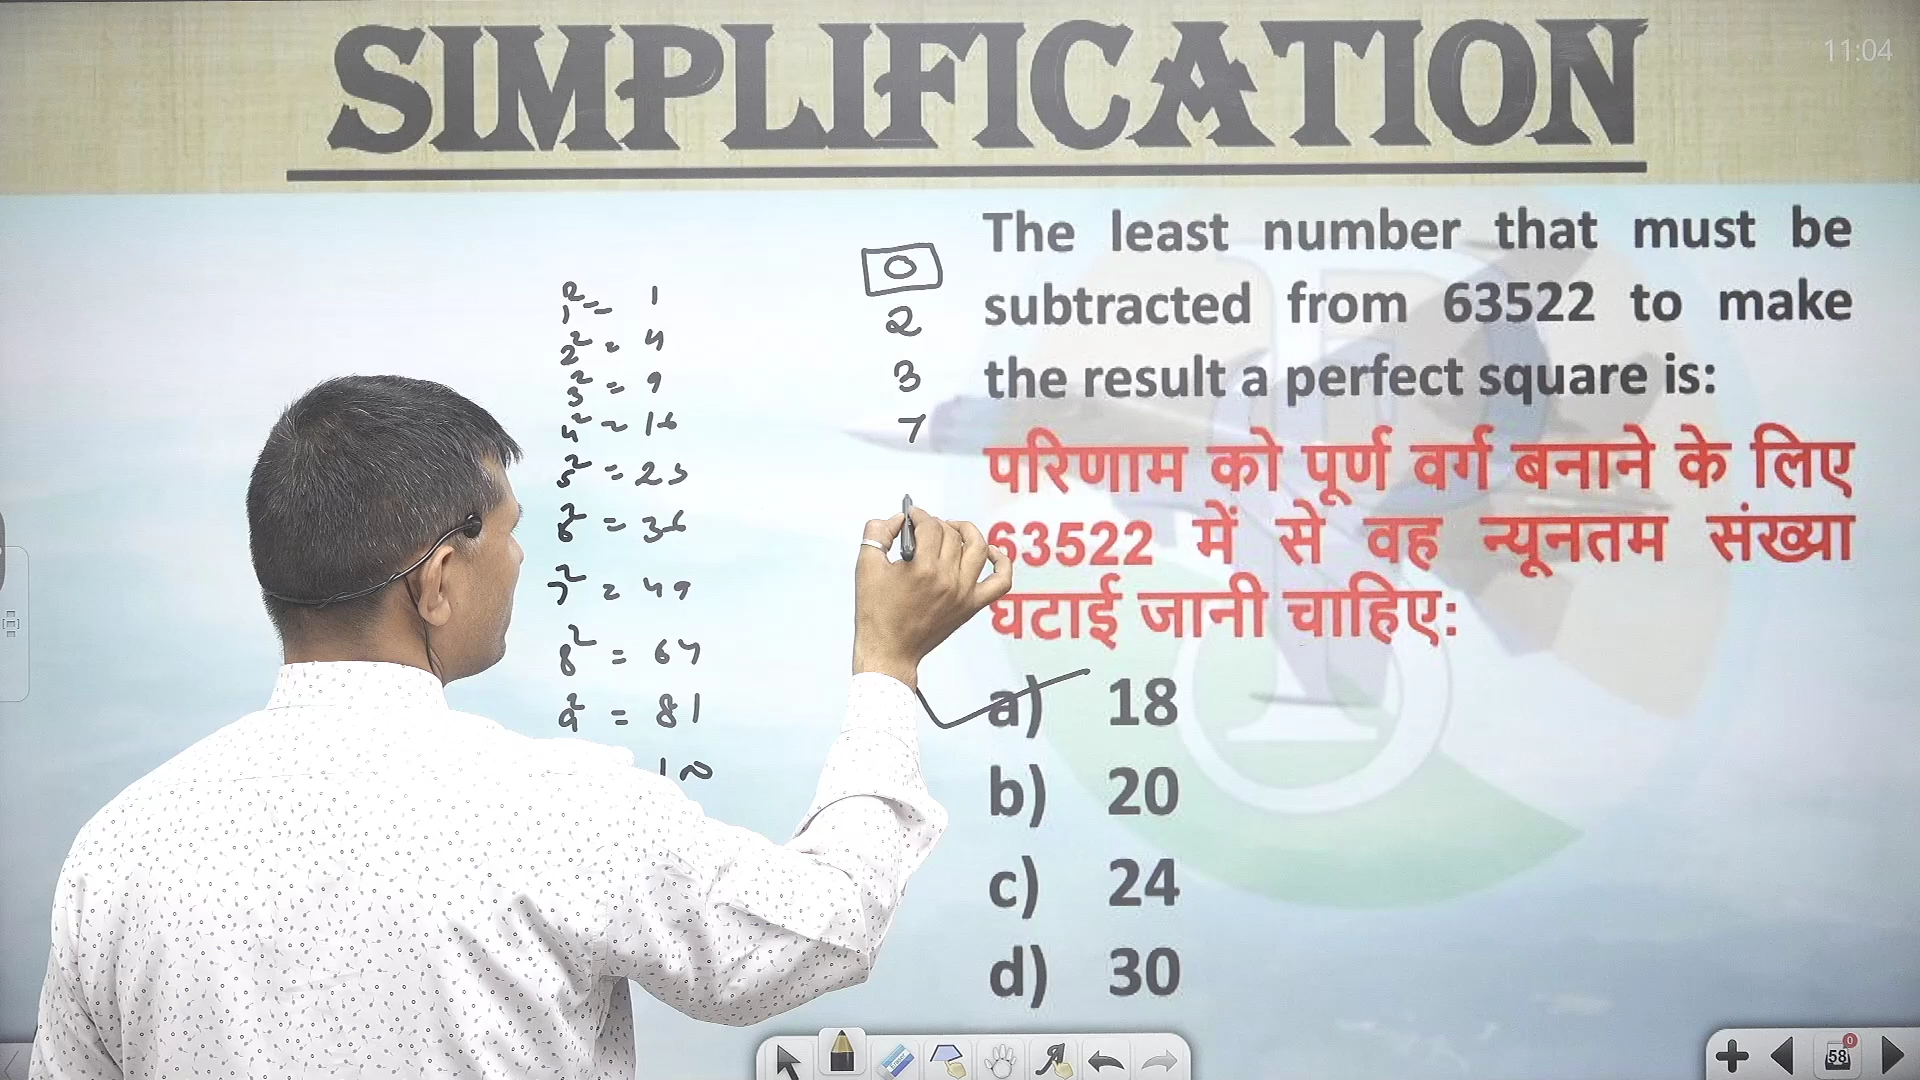 SIMPLIFICATION
11:04
The least number that must be
subtracted from 63522 to make
the result a perfect square is:
परिणाम को पूर्ण वर्ग बनाने के लिए
63522 में से वह न्यूनतम संख्या
घटाई जानी चाहिए:
a) 18
b) 20
c) 24
d) 30
1² = 1
2² = 4
3² = 9
4² = 16
5² = 25
6² = 36
7² = 49
8² = 64
9² = 81
10
0
2
3
7
58
0